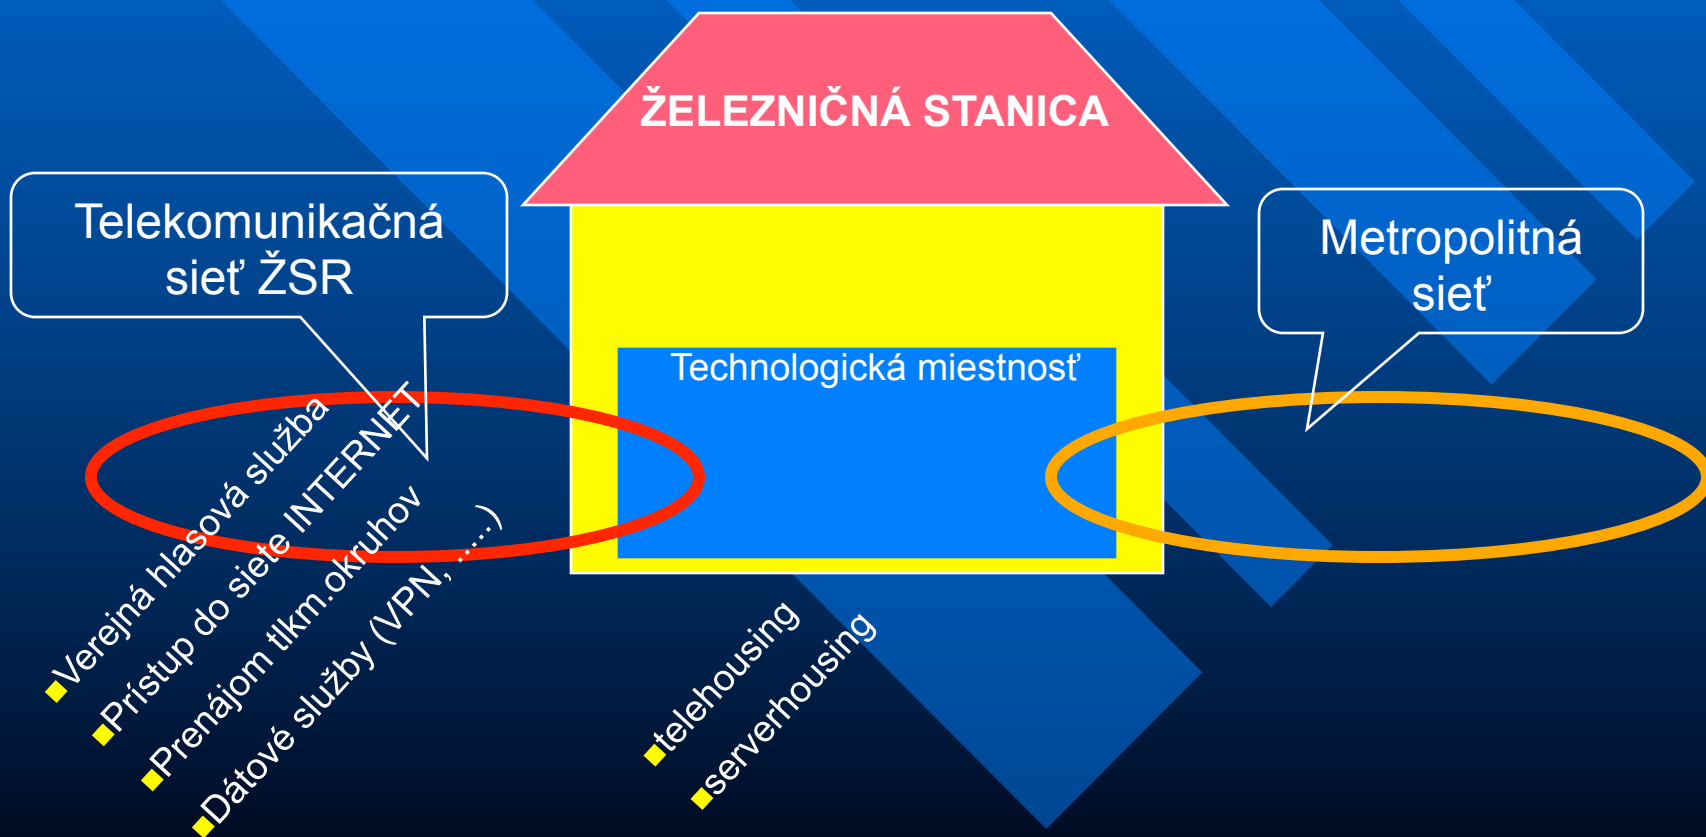 ŽELEZNIČNÁ STANICA
Telekomunikačná
sieť ŽSR
Metropolitná
sieť
Technologická miestnosť
Verejná hlasová služba
Prístup do siete INTERNET
Prenájom tlkm.okruhov
Dátové služby (VPN, …..)
telehousing
serverhousing